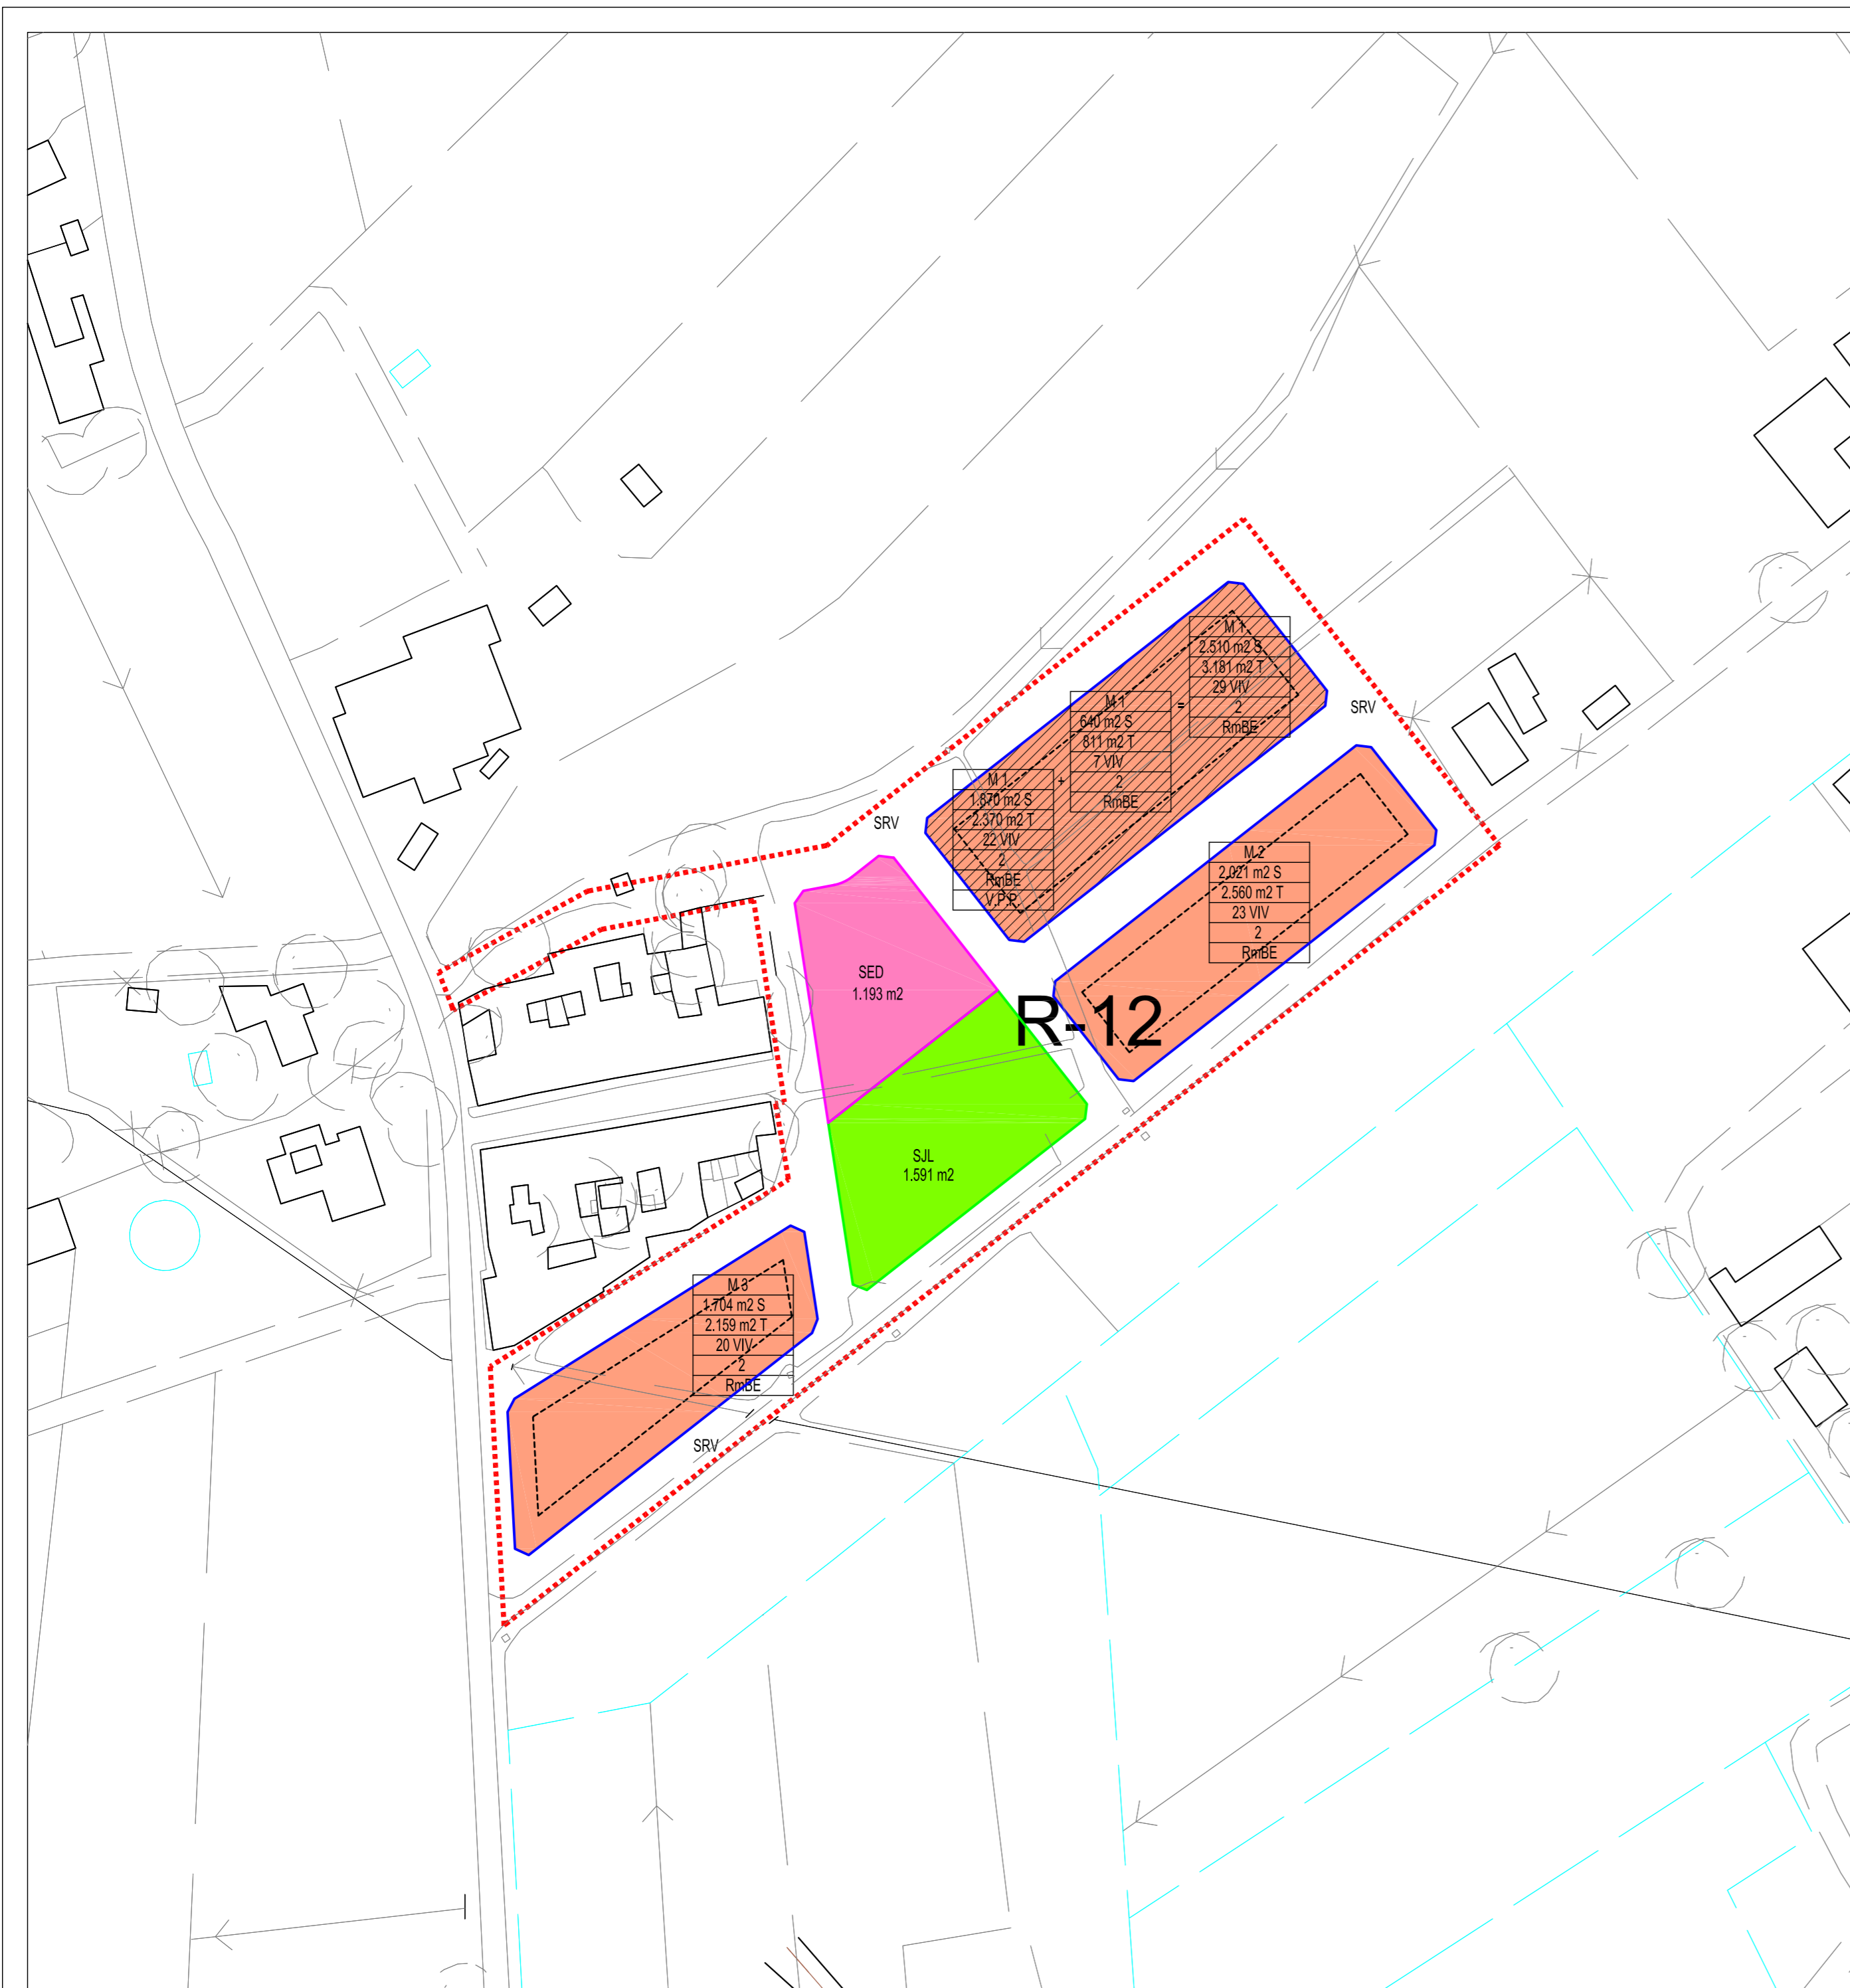 M 1
2.510 m2 S
3.181 m2 T
29 VIV
2
RmBE
=
M 1
640 m2 S
811 m2 T
7 VIV
2
RmBE
+
M 1
1.870 m2 S
2.370 m2 T
22 VIV
2
RmBE
V.P.P.
SRV
SRV
M 2
2.021 m2 S
2.560 m2 T
23 VIV
2
RmBE
SED
1.193 m2
R-12
SJL
1.591 m2
M 3
1.704 m2 S
2.159 m2 T
20 VIV
2
RmBE
SRV